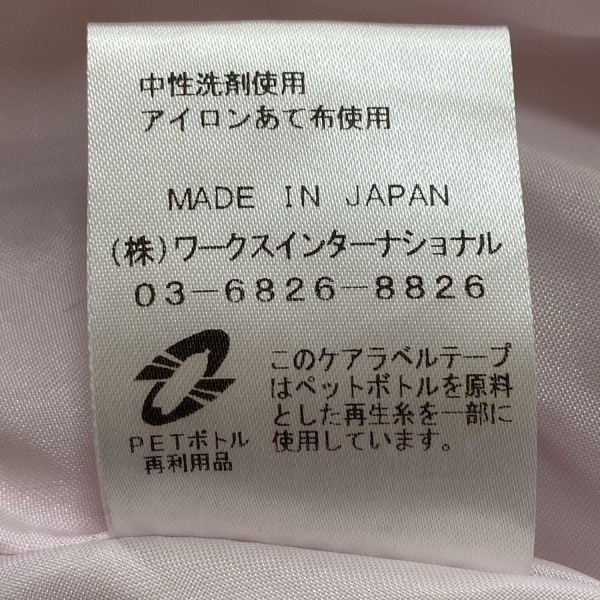 中性洗剤使用
アイロンあて布使用
MADE IN JAPAN
(株)ワークスインターナショナル
03-6826-8826
このケアラベルテープ
はペットボトルを原料
とした再生糸を一部に
使用しています。
PETボトル
再利用品